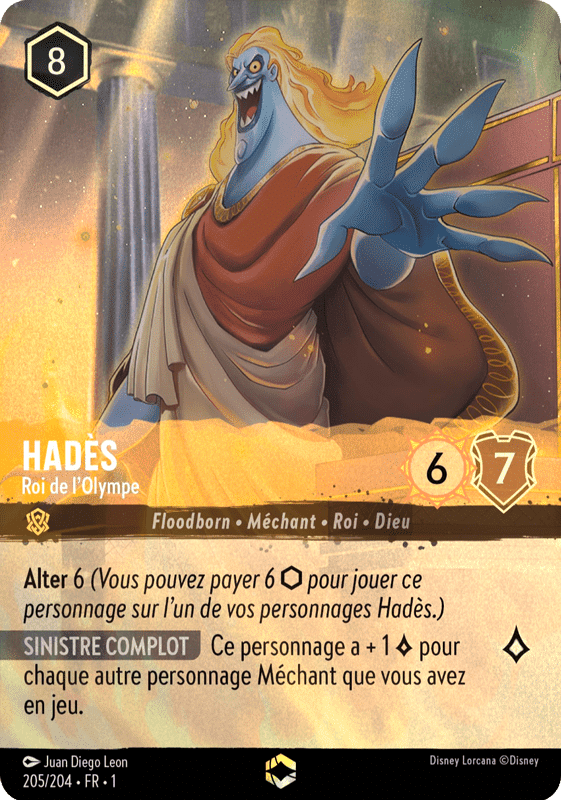 8
HADÈS
Roi de l'Olympe
6
7
Floodborn • Méchant • Roi • Dieu
Alter 6 (Vous pouvez payer 6 ⬡ pour jouer ce
personnage sur l'un de vos personnages Hadès.)
SINISTRE COMPLOT Ce personnage a + 1 pour
chaque autre personnage Méchant que vous avez
en jeu.
Juan Diego Leon
Disney Lorcana ©Disney
205/204 • FR • 1